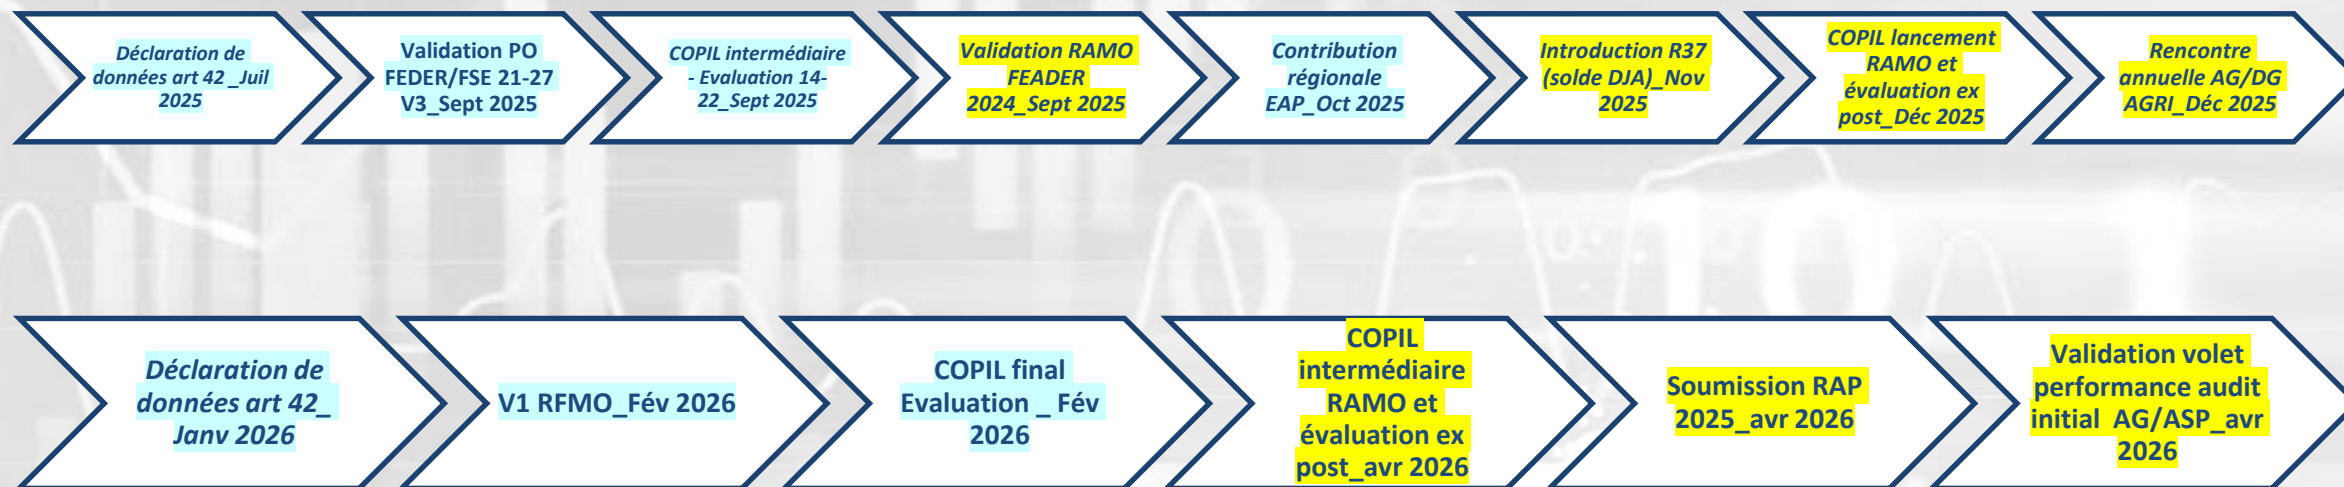 Déclaration de
données art 42 _Juil
2025
Validation PO
FEDER/FSE 21-27
V3_Sept 2025
COPIL intermédiaire
- Evaluation 14-
22_Sept 2025
Validation RAMO
FEADER
2024_Sept 2025
Contribution
régionale
EAP_Oct 2025
Introduction R37
(solde DJA)_Nov
2025
COPIL lancement
RAMO et
évaluation ex
post_Déc 2025
Rencontre
annuelle AG/DG
AGRI_Déc 2025
Déclaration de
données art 42_
Janv 2026
V1 RFMO_Fév 2026
COPIL final
Evaluation _ Fév
2026
COPIL
intermédiaire
RAMO et
évaluation ex
post_avr 2026
Soumission RAP
2025_avr 2026
Validation volet
performance audit
initial  AG/ASP_avr
2026